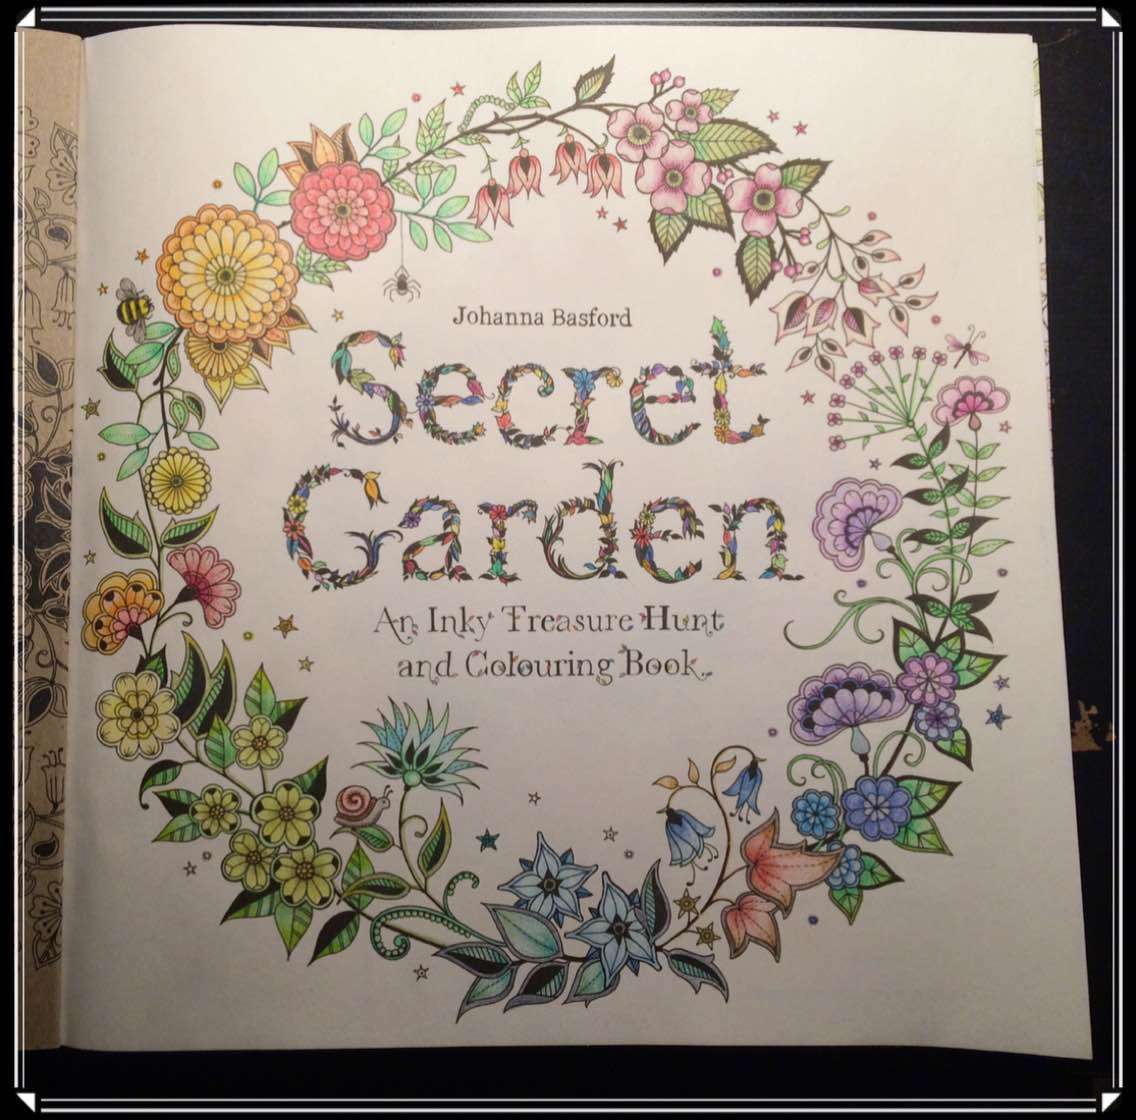 Johanna Basford
Secret
Garden
An Inky Treasure Hunt
and Colouring Book